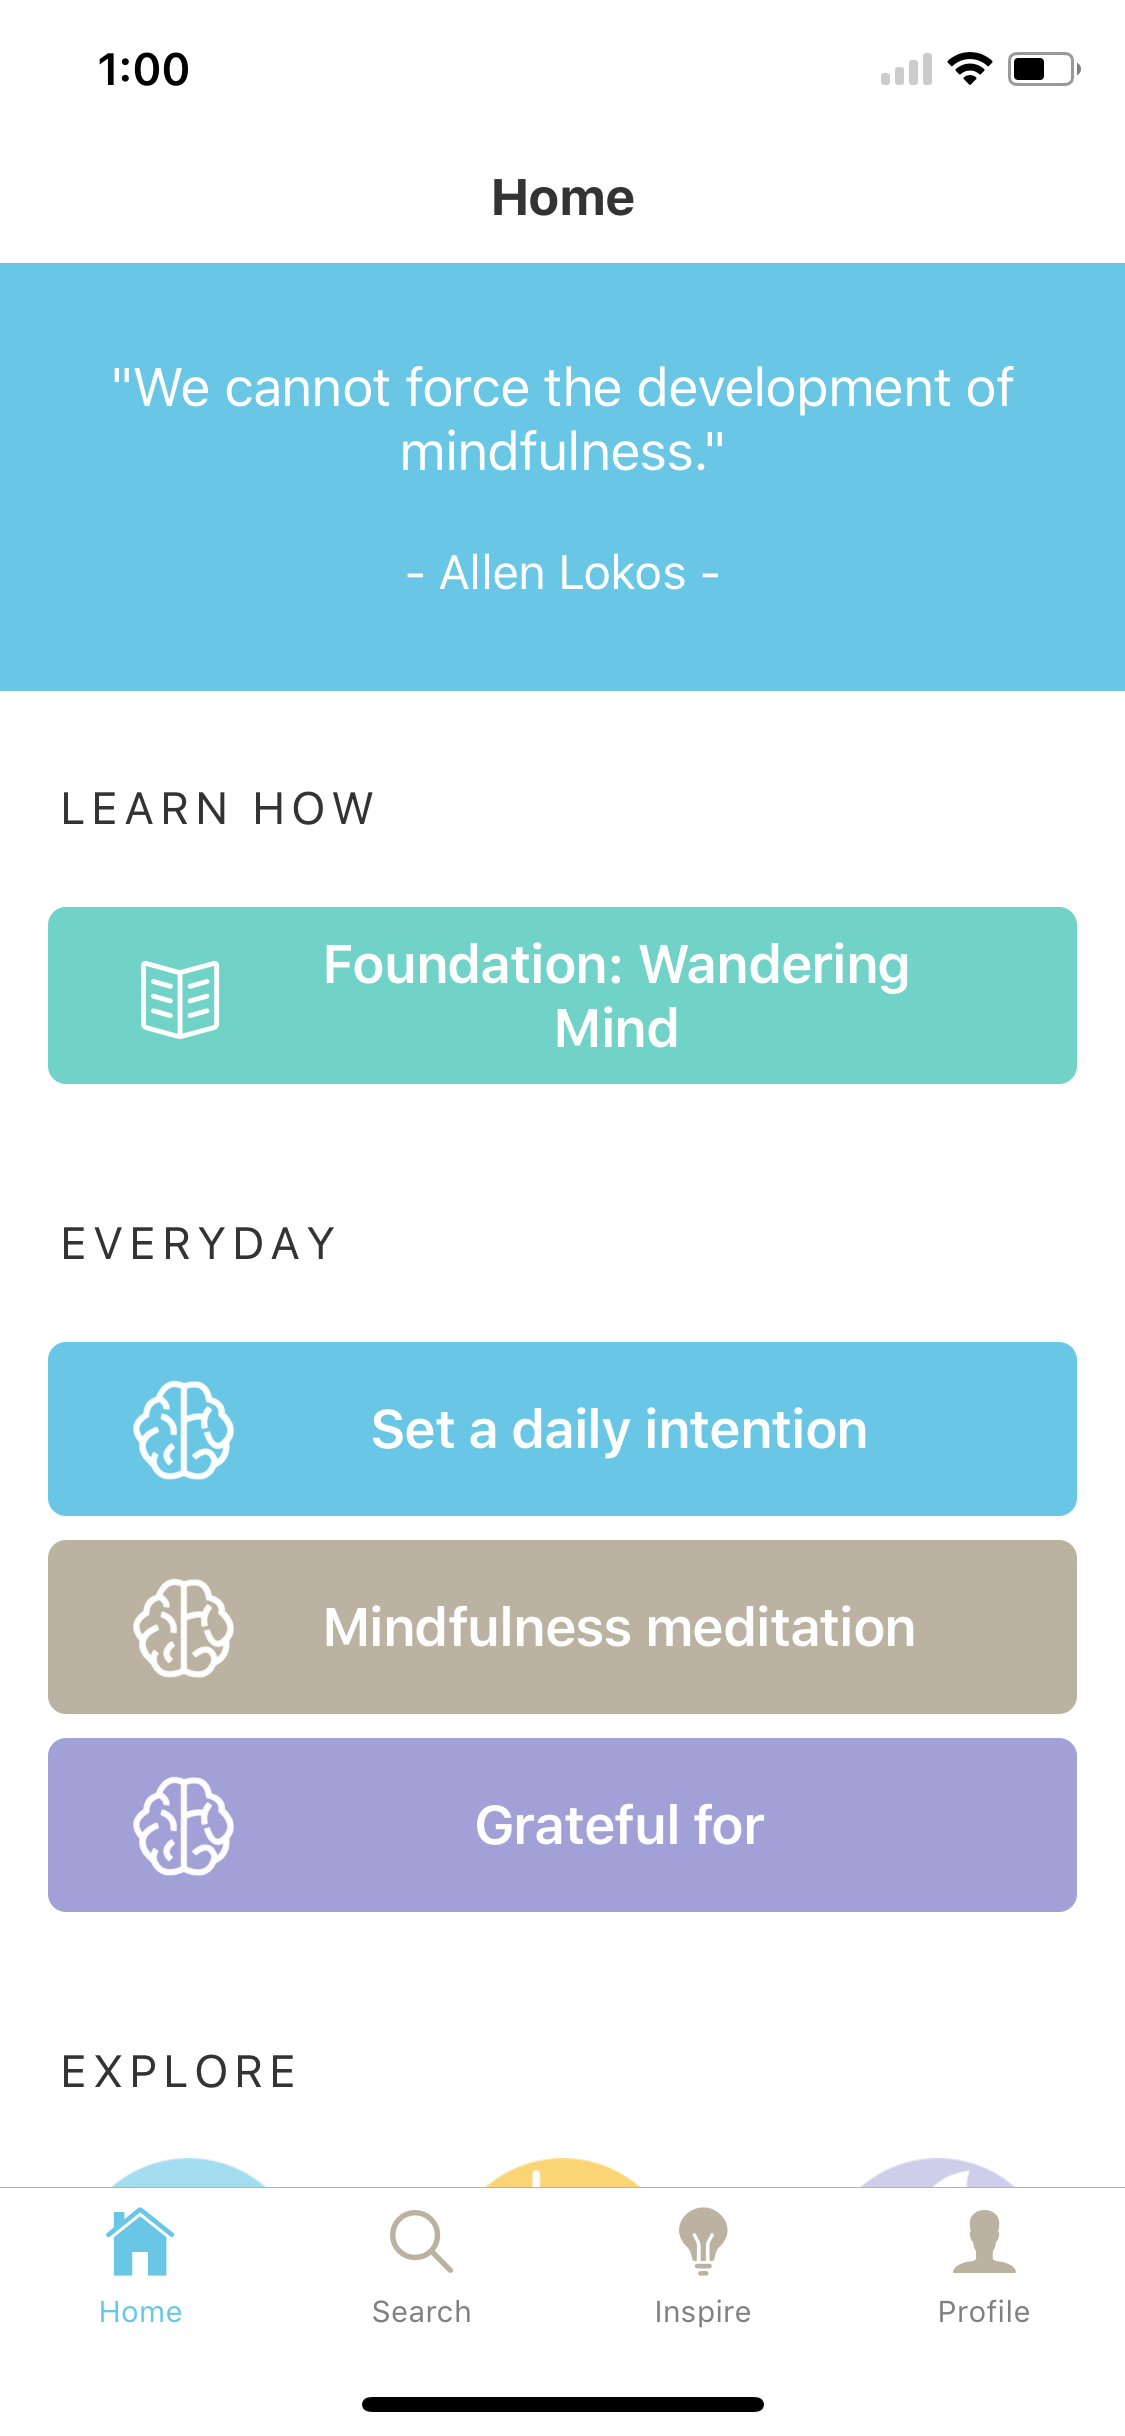 1:00
Home
"We cannot force the development of
mindfulness."
- Allen Lokos -
LEARN HOW
Foundation: Wandering
Mind
EVERYDAY
Set a daily intention
Mindfulness meditation
Grateful for
EXPLORE
Home
Search
Inspire
Profile